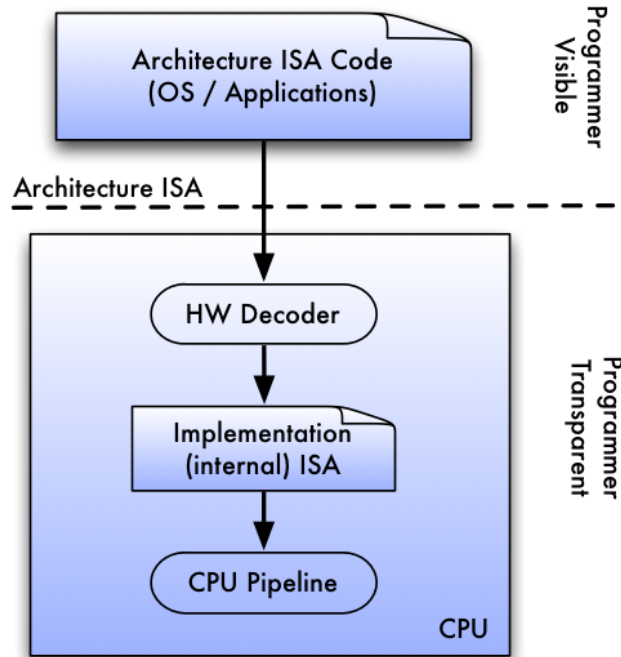 Architecture ISA Code
(OS / Applications)
Programmer
Visible
Architecture ISA
HW Decoder
Implementation
(internal) ISA
CPU Pipeline
CPU
Programmer
Transparent